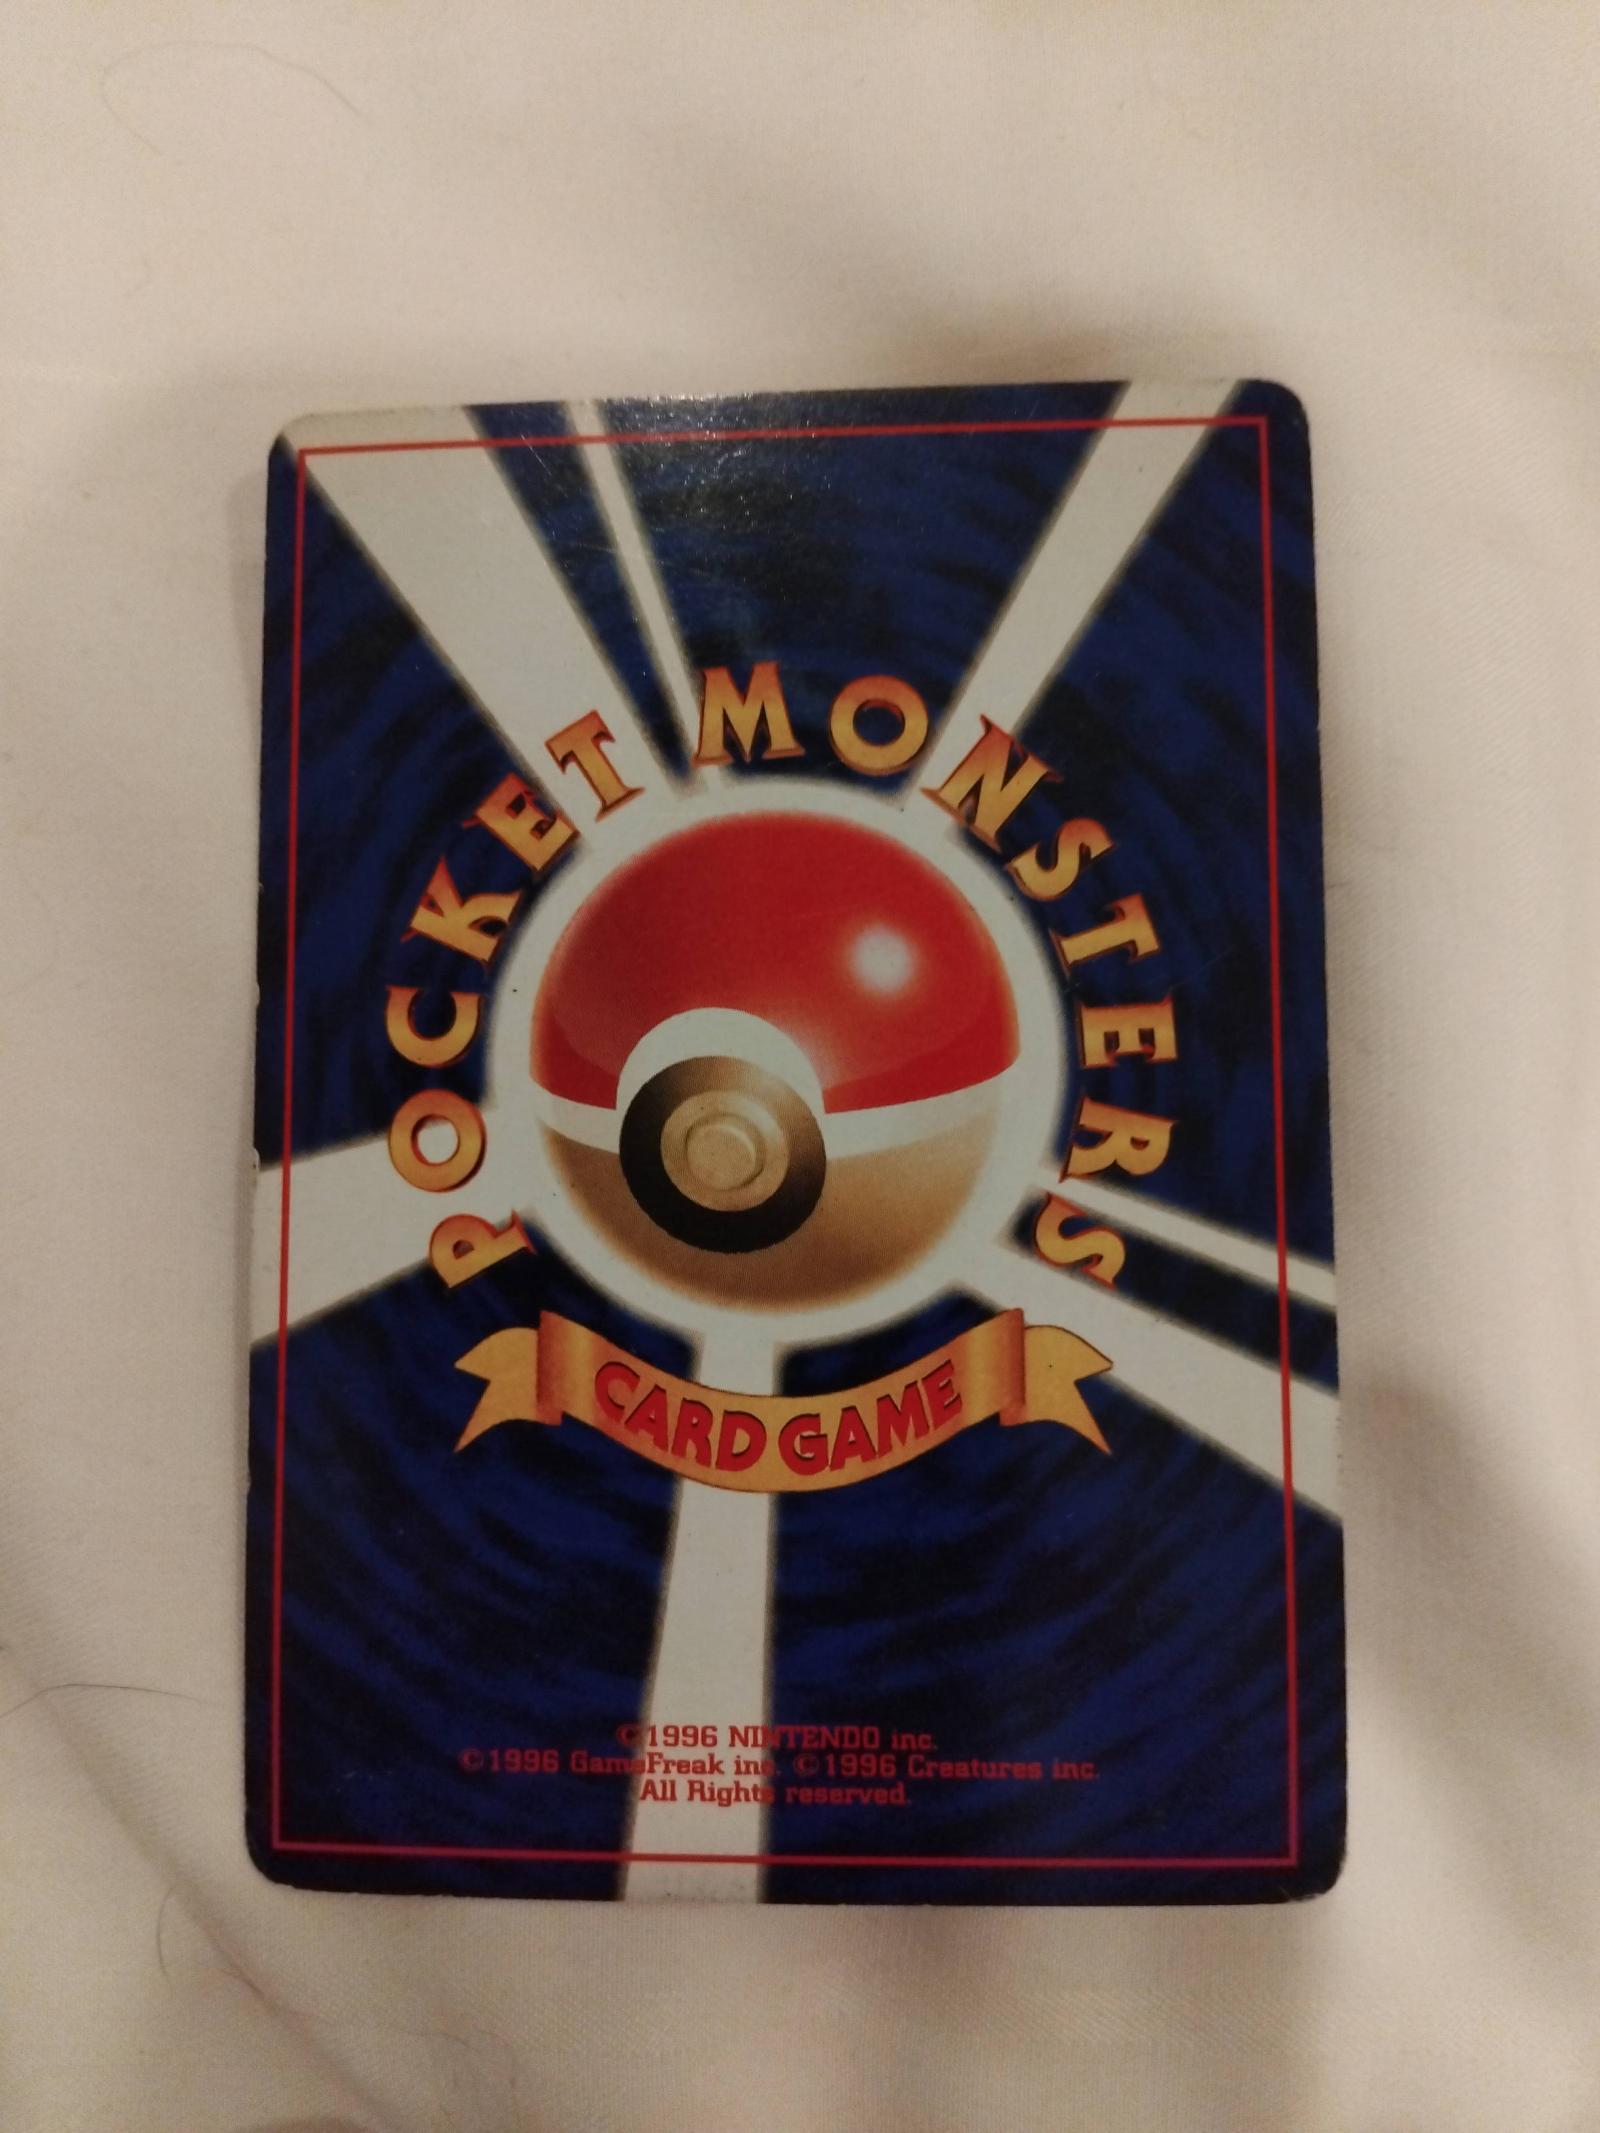 POCKET MONSTERS
CARD GAME
©1996 NINTENDO inc.
©1996 GameFreak inc. ©1996 Creatures inc.
All Rights reserved.